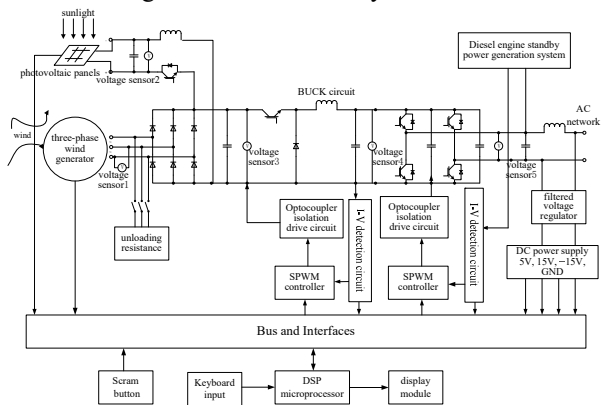 sunlight
photovoltaic panels
voltage sensor2
Diesel engine standby
power generation system
BUCK circuit
AC
network
wind
three-phase
wind
generator
voltage
sensor1
voltage
sensor3
voltage
sensor4
voltage
sensor5
unloading
resistance
Optocoupler
isolation
drive circuit
I-V detection circuit
Optocoupler
isolation
drive circuit
I-V detection circuit
filtered
voltage
regulator
SPWM
controller
SPWM
controller
DC power supply
5V, 15V, −15V,
GND
Bus and Interfaces
Scram
button
Keyboard
input
DSP
microprocessor
display
module